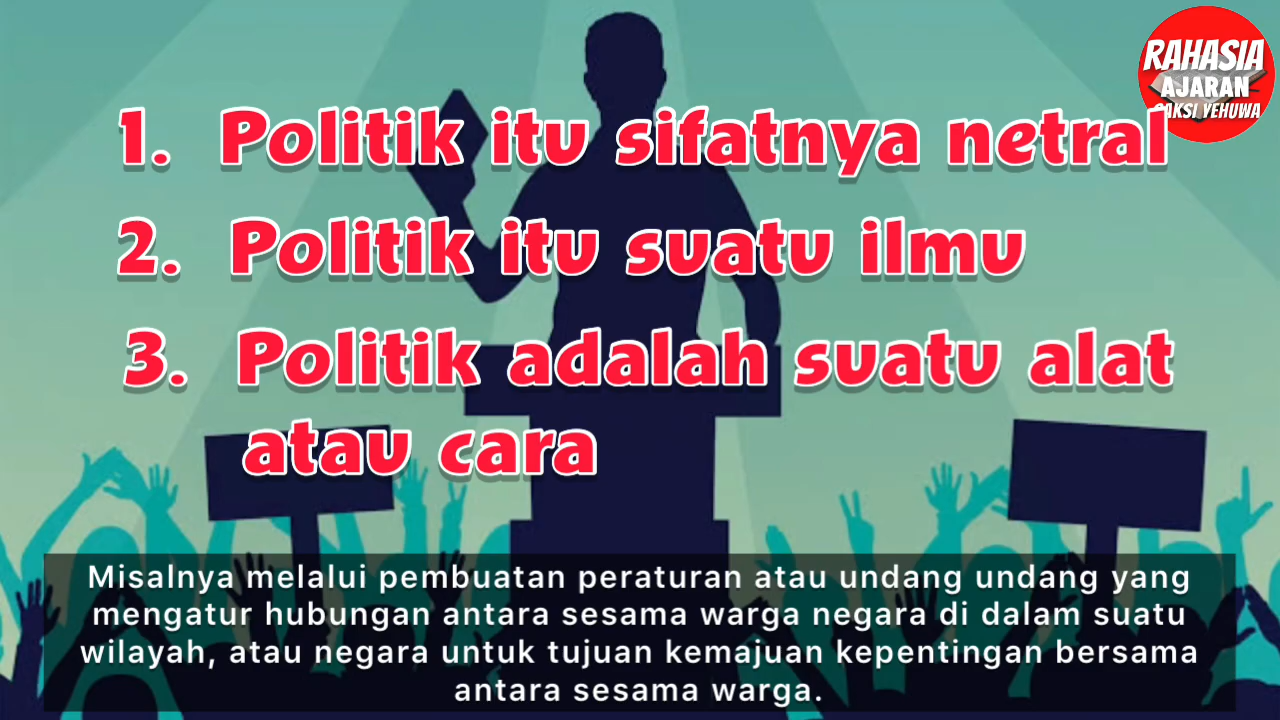 RAHASIA
AJARAN
SAKSI YEHUWA
1. Politik itu sifatnya netral
2. Politik itu suatu ilmu
3. Politik adalah suatu alat
atau cara
Misalnya melalui pembuatan peraturan atau undang undang yang
mengatur hubungan antara sesama warga negara di dalam suatu
wilayah, atau negara untuk tujuan kemajuan kepentingan bersama
antara sesama warga.